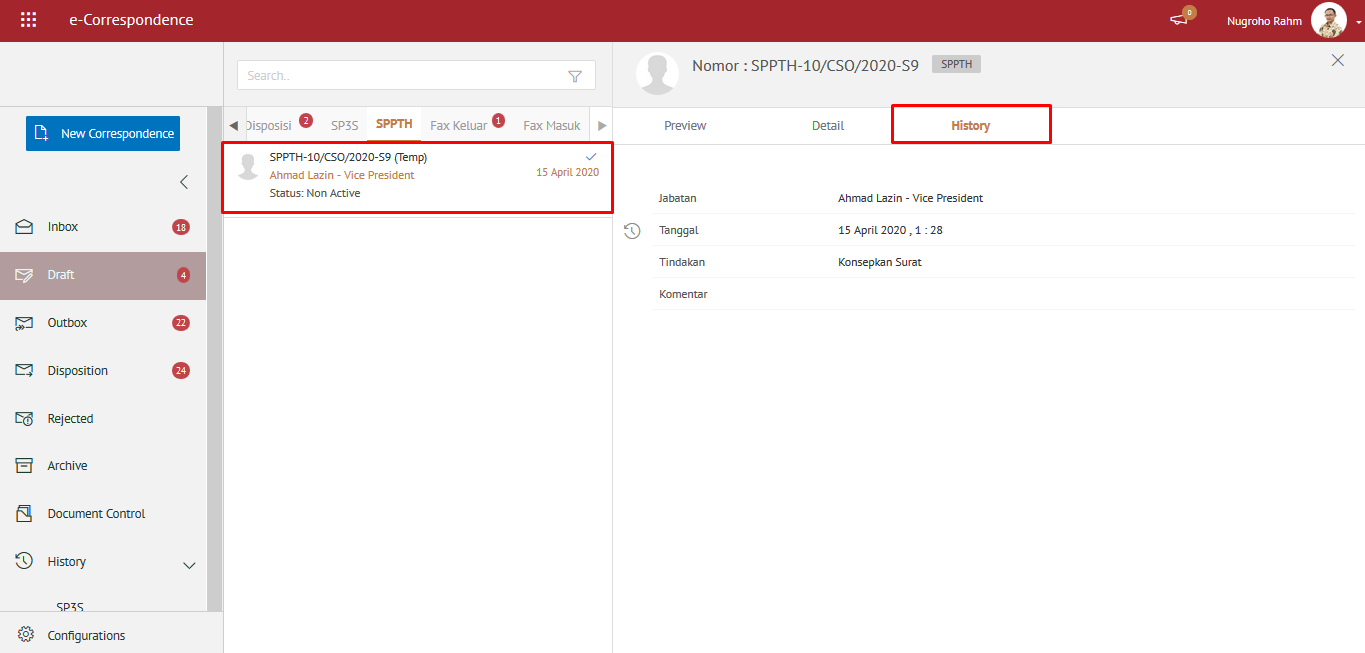 e-Correspondence
0
Nugroho Rahm
New Correspondence
Inbox
18
Draft
4
Outbox
22
Disposition
24
Rejected
Archive
Document Control
History
SP3S
Configurations
Search..
Disposisi
2
SP3S
SPPTH
Fax Keluar
1
Fax Masuk
SPPTH-10/CSO/2020-S9 (Temp)
Ahmad Lazin - Vice President
15 April 2020
Status: Non Active
Nomor : SPPTH-10/CSO/2020-S9
SPPTH
Preview
Detail
History
Jabatan
Ahmad Lazin - Vice President
Tanggal
15 April 2020 , 1 : 28
Tindakan
Konsepkan Surat
Komentar